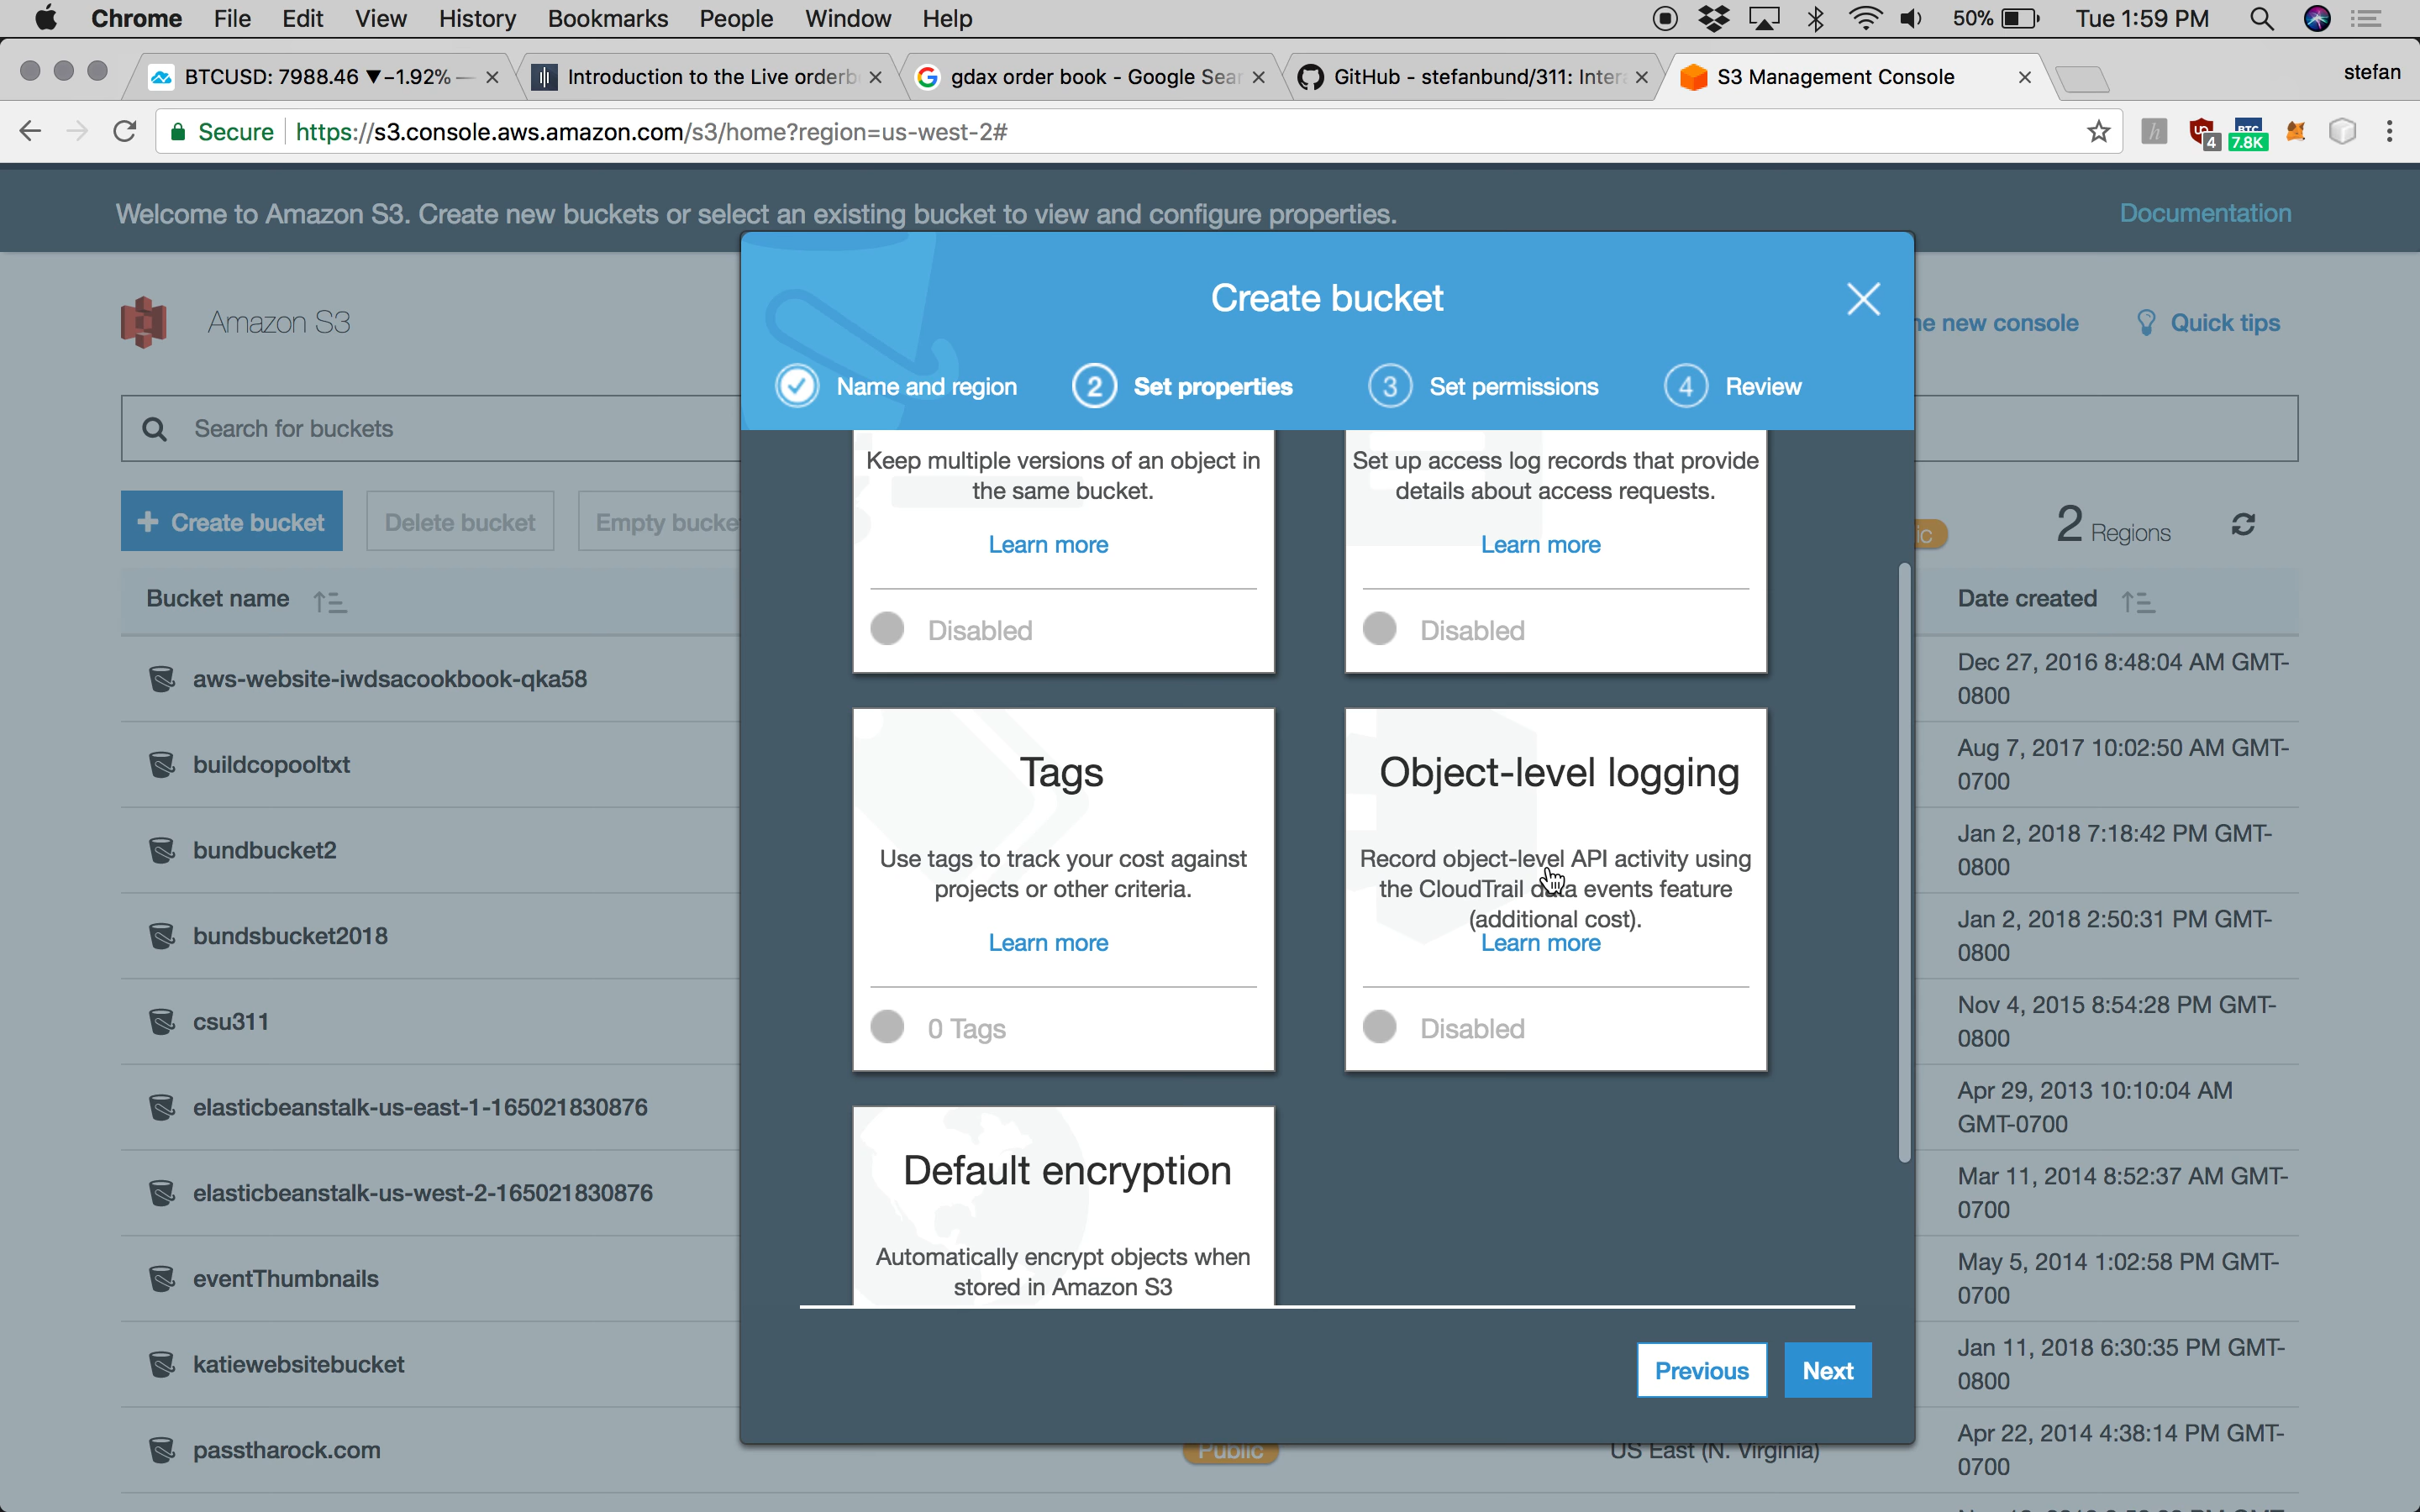 Chrome File Edit View History Bookmarks People Window Help 50% Tue 1:59 PM
BTCUSD: 7988.46 ▼−1.92% — Introduction to the Live orderb gdax order book - Google Sear GitHub - stefanbund/311: Inter S3 Management Console stefan
Secure https://s3.console.aws.amazon.com/s3/home?region=us-west-2# 4 BTC 7.8K
Welcome to Amazon S3. Create new buckets or select an existing bucket to view and configure properties. Documentation
Create bucket
Amazon S3 new console Quick tips
Name and region 2 Set properties 3 Set permissions 4 Review
Search for buckets
Keep multiple versions of an object in
the same bucket.
Learn more
Disabled
Set up access log records that provide
details about access requests.
Learn more
Disabled
Create bucket Delete bucket Empty bucke 2 Regions
Bucket name Date created
aws-website-iwdsacookbook-qka58 Dec 27, 2016 8:48:04 AM GMT-
0800
buildcopooltxt Aug 7, 2017 10:02:50 AM GMT-
0700
bundbucket2 Jan 2, 2018 7:18:42 PM GMT-
0800
bundsbucket2018 Jan 2, 2018 2:50:31 PM GMT-
0800
csu311 Nov 4, 2015 8:54:28 PM GMT-
0800
elasticbeanstalk-us-east-1-165021830876 Apr 29, 2013 10:10:04 AM
GMT-0700
elasticbeanstalk-us-west-2-165021830876 Mar 11, 2014 8:52:37 AM GMT-
0700
eventThumbnails May 5, 2014 1:02:58 PM GMT-
0700
katiewebsitebucket Jan 11, 2018 6:30:35 PM GMT-
0800
passtharock.com Public US East (N. Virginia) Apr 22, 2014 4:38:14 PM GMT-
0700
Tags
Use tags to track your cost against
projects or other criteria.
Learn more
0 Tags
Object-level logging
Record object-level API activity using
the CloudTrail data events feature
(additional cost).
Learn more
Disabled
Default encryption
Automatically encrypt objects when
stored in Amazon S3
Previous Next